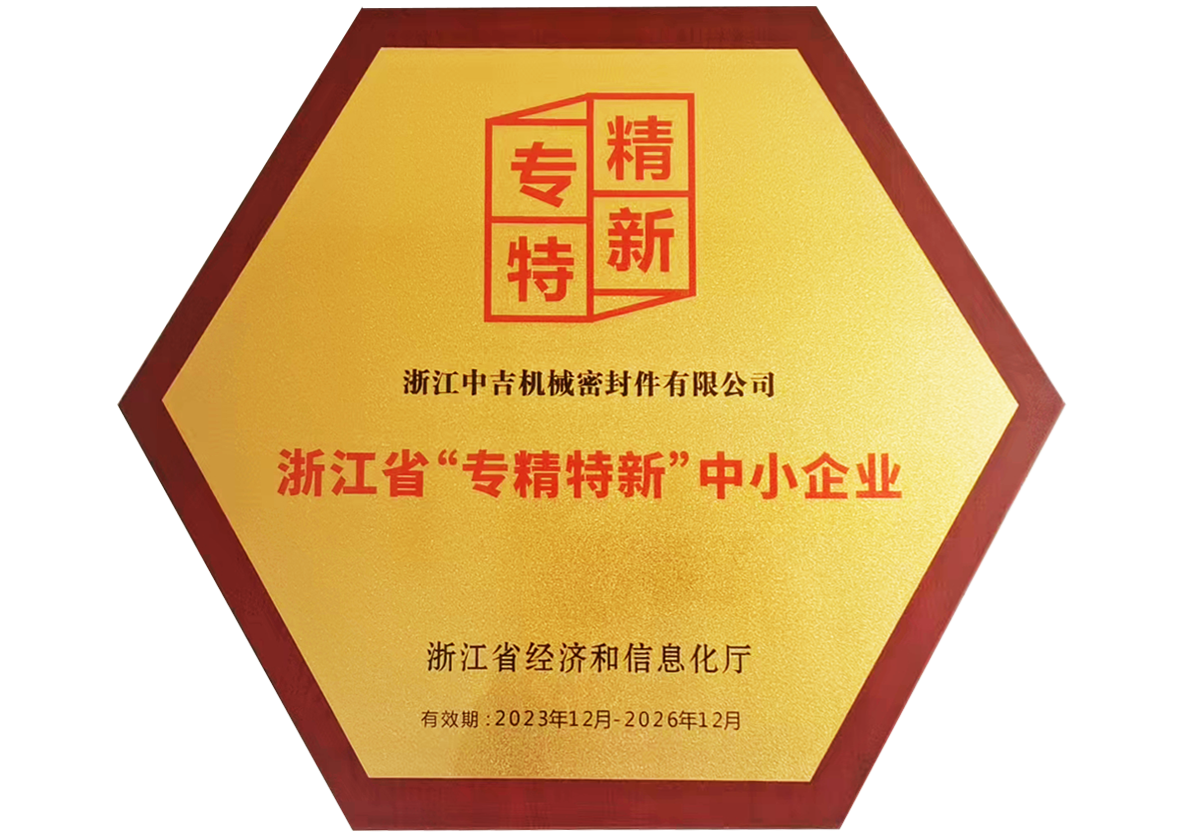 专精
特新
浙江中吉机械密封件有限公司
浙江省“专精特新”中小企业
浙江省经济和信息化厅
有效期:2023年12月-2026年12月